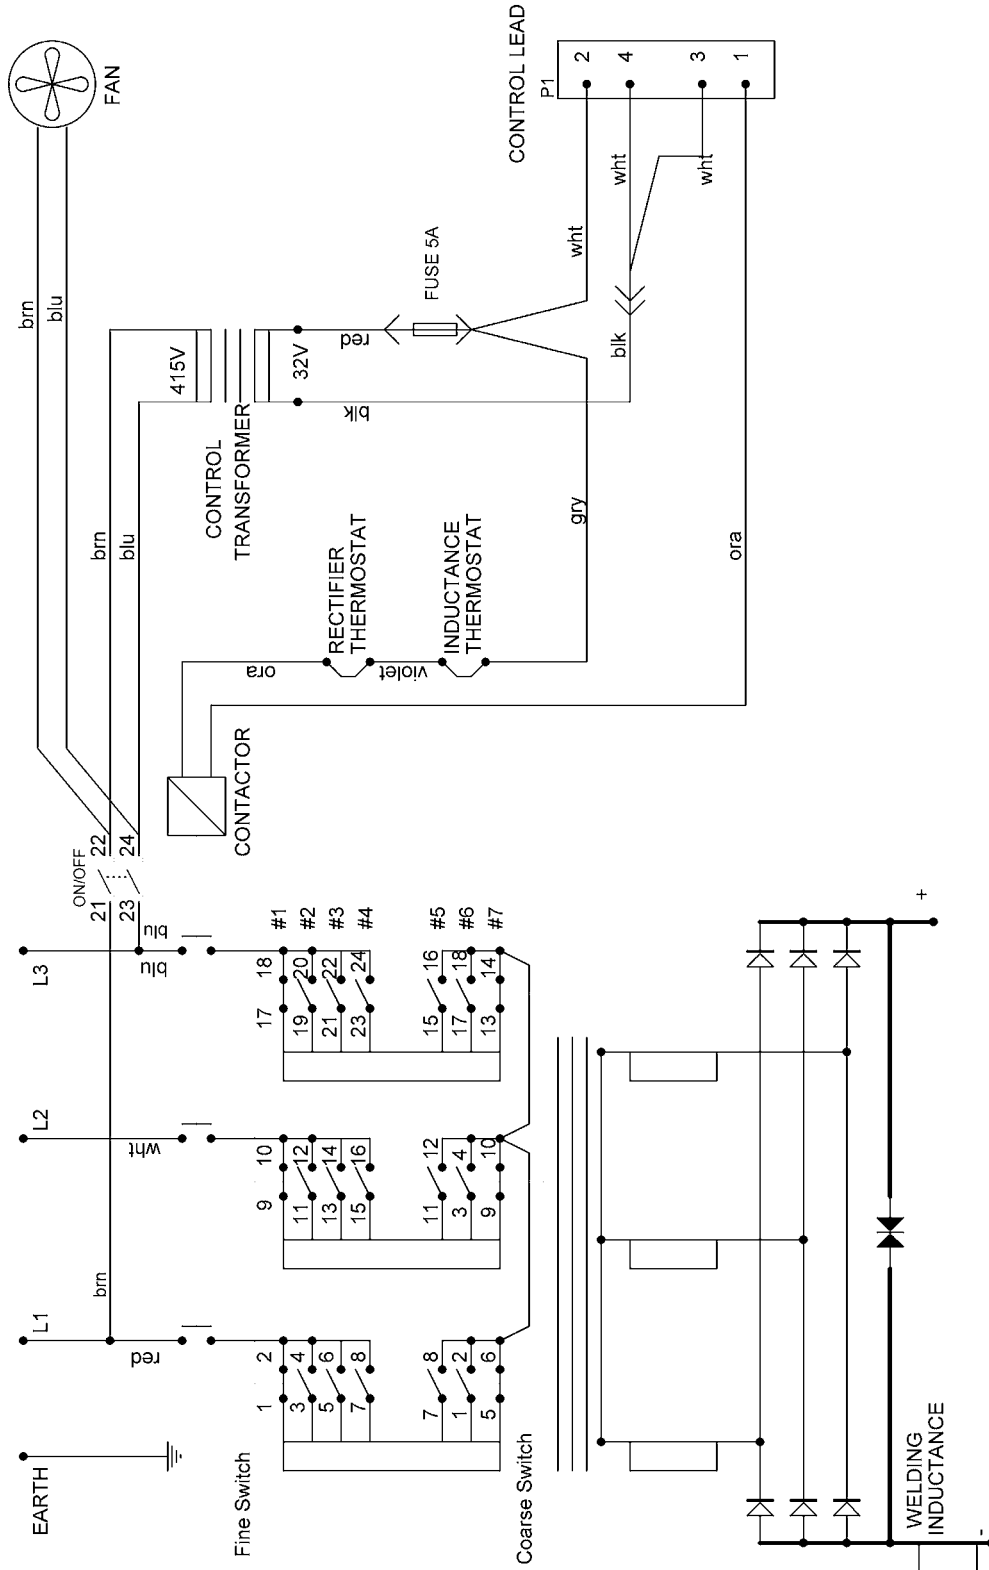 EARTH
L1
L2
L3
brn
FAN
blu
brn
ON/OFF
21
22
23
24
brn
blu
red
wht
blu
blu
415V
CONTROL
TRANSFORMER
32V
CONTACTOR
Fine Switch
1
2
3
4
5
6
7
8
9
10
11
12
13
14
15
16
17
18
19
20
21
22
23
24
#1
#2
#3
#4
ora
RECTIFIER
THERMOSTAT
violet
INDUCTANCE
THERMOSTAT
blk
red
FUSE 5A
Coarse Switch
7
8
1
2
5
6
11
12
3
4
9
10
15
16
17
18
13
14
#5
#6
#7
gry
wht
blk
wht
wht
ora
CONTROL LEAD
P1
2
4
3
1
WELDING
INDUCTANCE
+
-